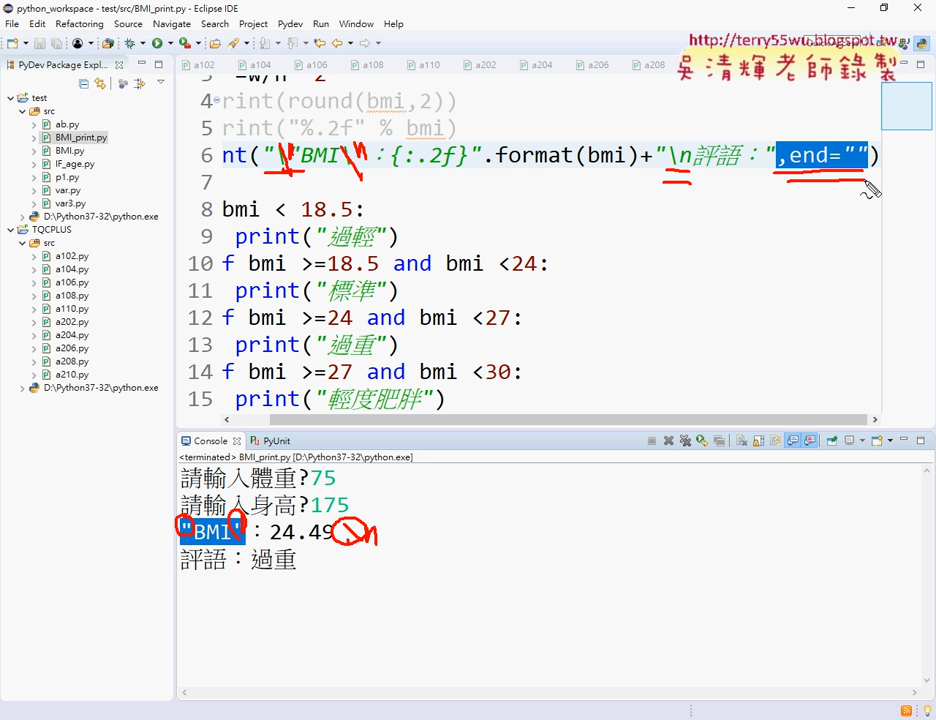 python_workspace - test/src/BMI_print.py - Eclipse IDE
File Edit Refactoring Source Navigate Search Project Pydev Run Window Help
http://terry55wu.blogspot.tw
吳清輝老師錄製
PyDev Package Expl...
a102 a104 a106 a108 a110 a202 a204 a206 a208
test
src
ab.py
BMI_print.py
BMI.py
IF_age.py
p1.py
var.py
var3.py
D:\Python37-32\python.exe
TQCPLUS
src
a102.py
a104.py
a106.py
a108.py
a110.py
a202.py
a204.py
a206.py
a208.py
a210.py
D:\Python37-32\python.exe
4 rint(round(bmi,2))
5 rint("%.2f" % bmi)
6 nt("\"BMI\"：{:.2f}".format(bmi)+"\n評語：",end="")
7
8 bmi < 18.5:
9 print("過輕")
10 f bmi >=18.5 and bmi <24:
11 print("標準")
12 f bmi >=24 and bmi <27:
13 print("過重")
14 f bmi >=27 and bmi <30:
15 print("輕度肥胖")
Console PyUnit
<terminated> BMI_print.py [D:\Python37-32\python.exe]
請輸入體重?75
請輸入身高?175
"BMI"：24.49 \n
評語：過重